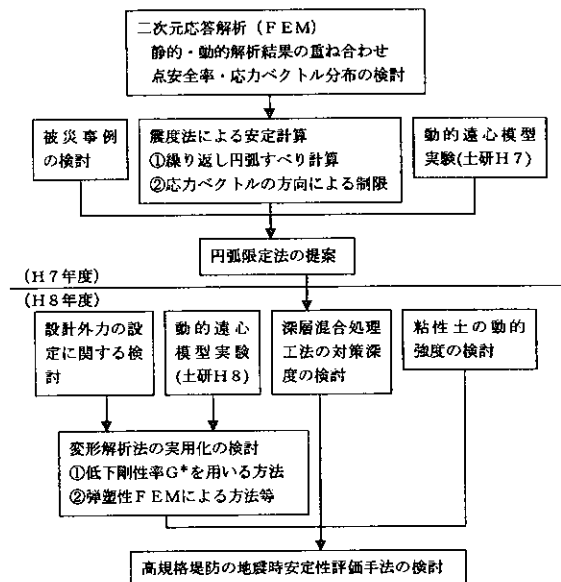 二次元応答解析(FEM)
静的・動的解析結果の重ね合わせ
点安全率・応力ベクトル分布の検討
被災事例
の検討
震度法による安定計算
①繰り返し円弧すべり計算
②応力ベクトルの方向による制限
動的遠心模型
実験(土研H7)
円弧限定法の提案
(H7年度)
(H8年度)
設計外力の設
定に関する検
討
動的遠心
模型実験
(土研H8)
深層混合処理
工法の対策深
度の検討
粘性土の動的
強度の検討
変形解析法の実用化の検討
①低下剛性率G*を用いる方法
②弾塑性FEMによる方法等
高規格堤防の地震時安定性評価手法の検討